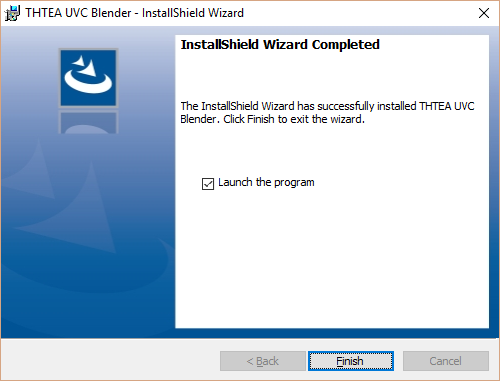 THTEA UVC Blender - InstallShield Wizard
InstallShield Wizard Completed
The InstallShield Wizard has successfully installed THTEA UVC
Blender. Click Finish to exit the wizard.
Launch the program
< Back
Finish
Cancel